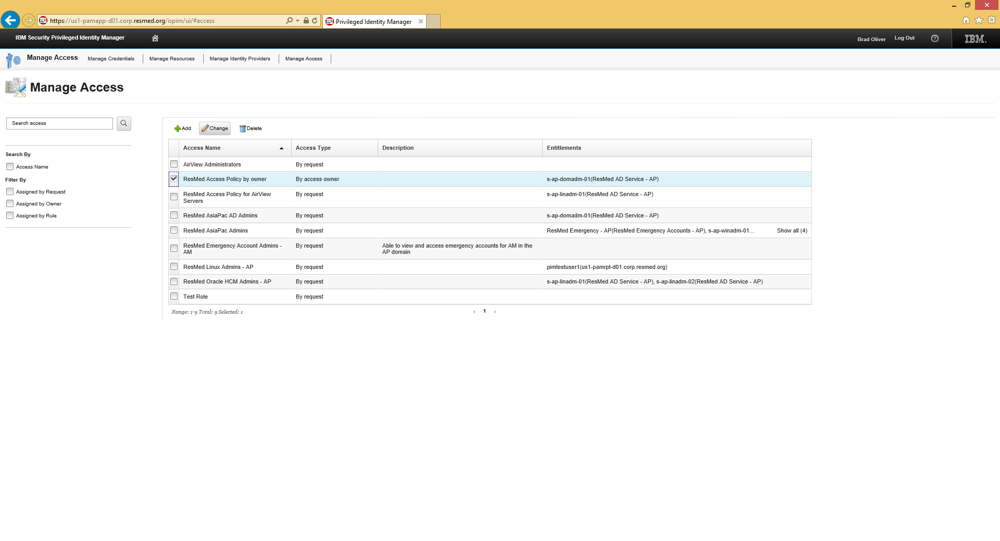 https://us1-pamapp-d01.corp.resmed.org/ispim/ui/#access
Privileged Identity Manager
IBM Security Privileged Identity Manager
Brad Oliver
Log Out
IBM.
Manage Access
Manage Credentials
Manage Resources
Manage Identity Providers
Manage Access
Manage Access
Search access
Search By
Access Name
Filter By
Assigned by Request
Assigned by Owner
Assigned by Rule
Add
Change
Delete
Access Name
Access Type
Description
Entitlements
AirView Administrators
By request
ResMed Access Policy by owner
By access owner
s-ap-domadm-01(ResMed AD Service - AP)
ResMed Access Policy for AirView
Servers
By request
s-ap-linadm-01(ResMed AD Service - AP)
ResMed AsiaPac AD Admins
By request
s-ap-domadm-01(ResMed AD Service - AP)
ResMed AsiaPac Admins
By request
ResMed Emergency - AP(ResMed Emergency Accounts - AP), s-ap-winadm-01...
Show all (4)
ResMed Emergency Account Admins -
AM
By request
Able to view and access emergency accounts for AM in the
AP domain
ResMed Linux Admins - AP
By request
pimtestuser1(us1-pamrpt-d01.corp.resmed.org)
ResMed Oracle HCM Admins - AP
By request
s-ap-linadm-01(ResMed AD Service - AP), s-ap-linadm-02(ResMed AD Service - AP)
Test Role
By request
Range: 1-9 Total: 9 Selected: 1
1